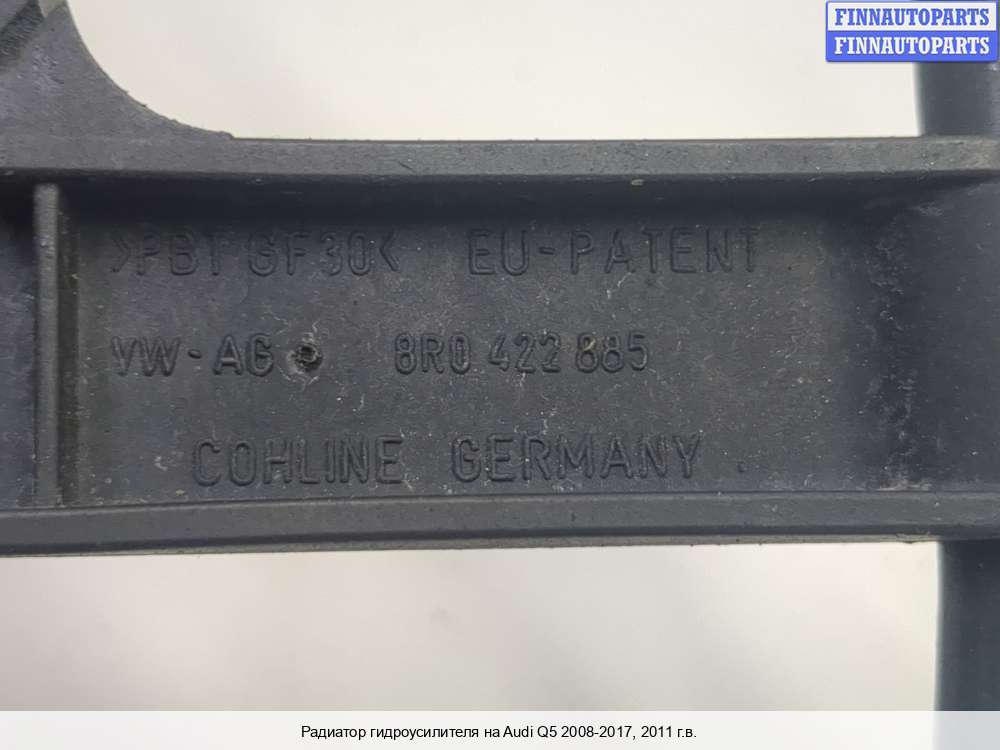 FINNAUTOPARTS
FINNAUTOPARTS
>PBT GF30< EU-PATENT
VW-AG 8R0 422 885
COHLINE GERMANY
Радиатор гидроусилителя на Audi Q5 2008-2017, 2011 г.в.